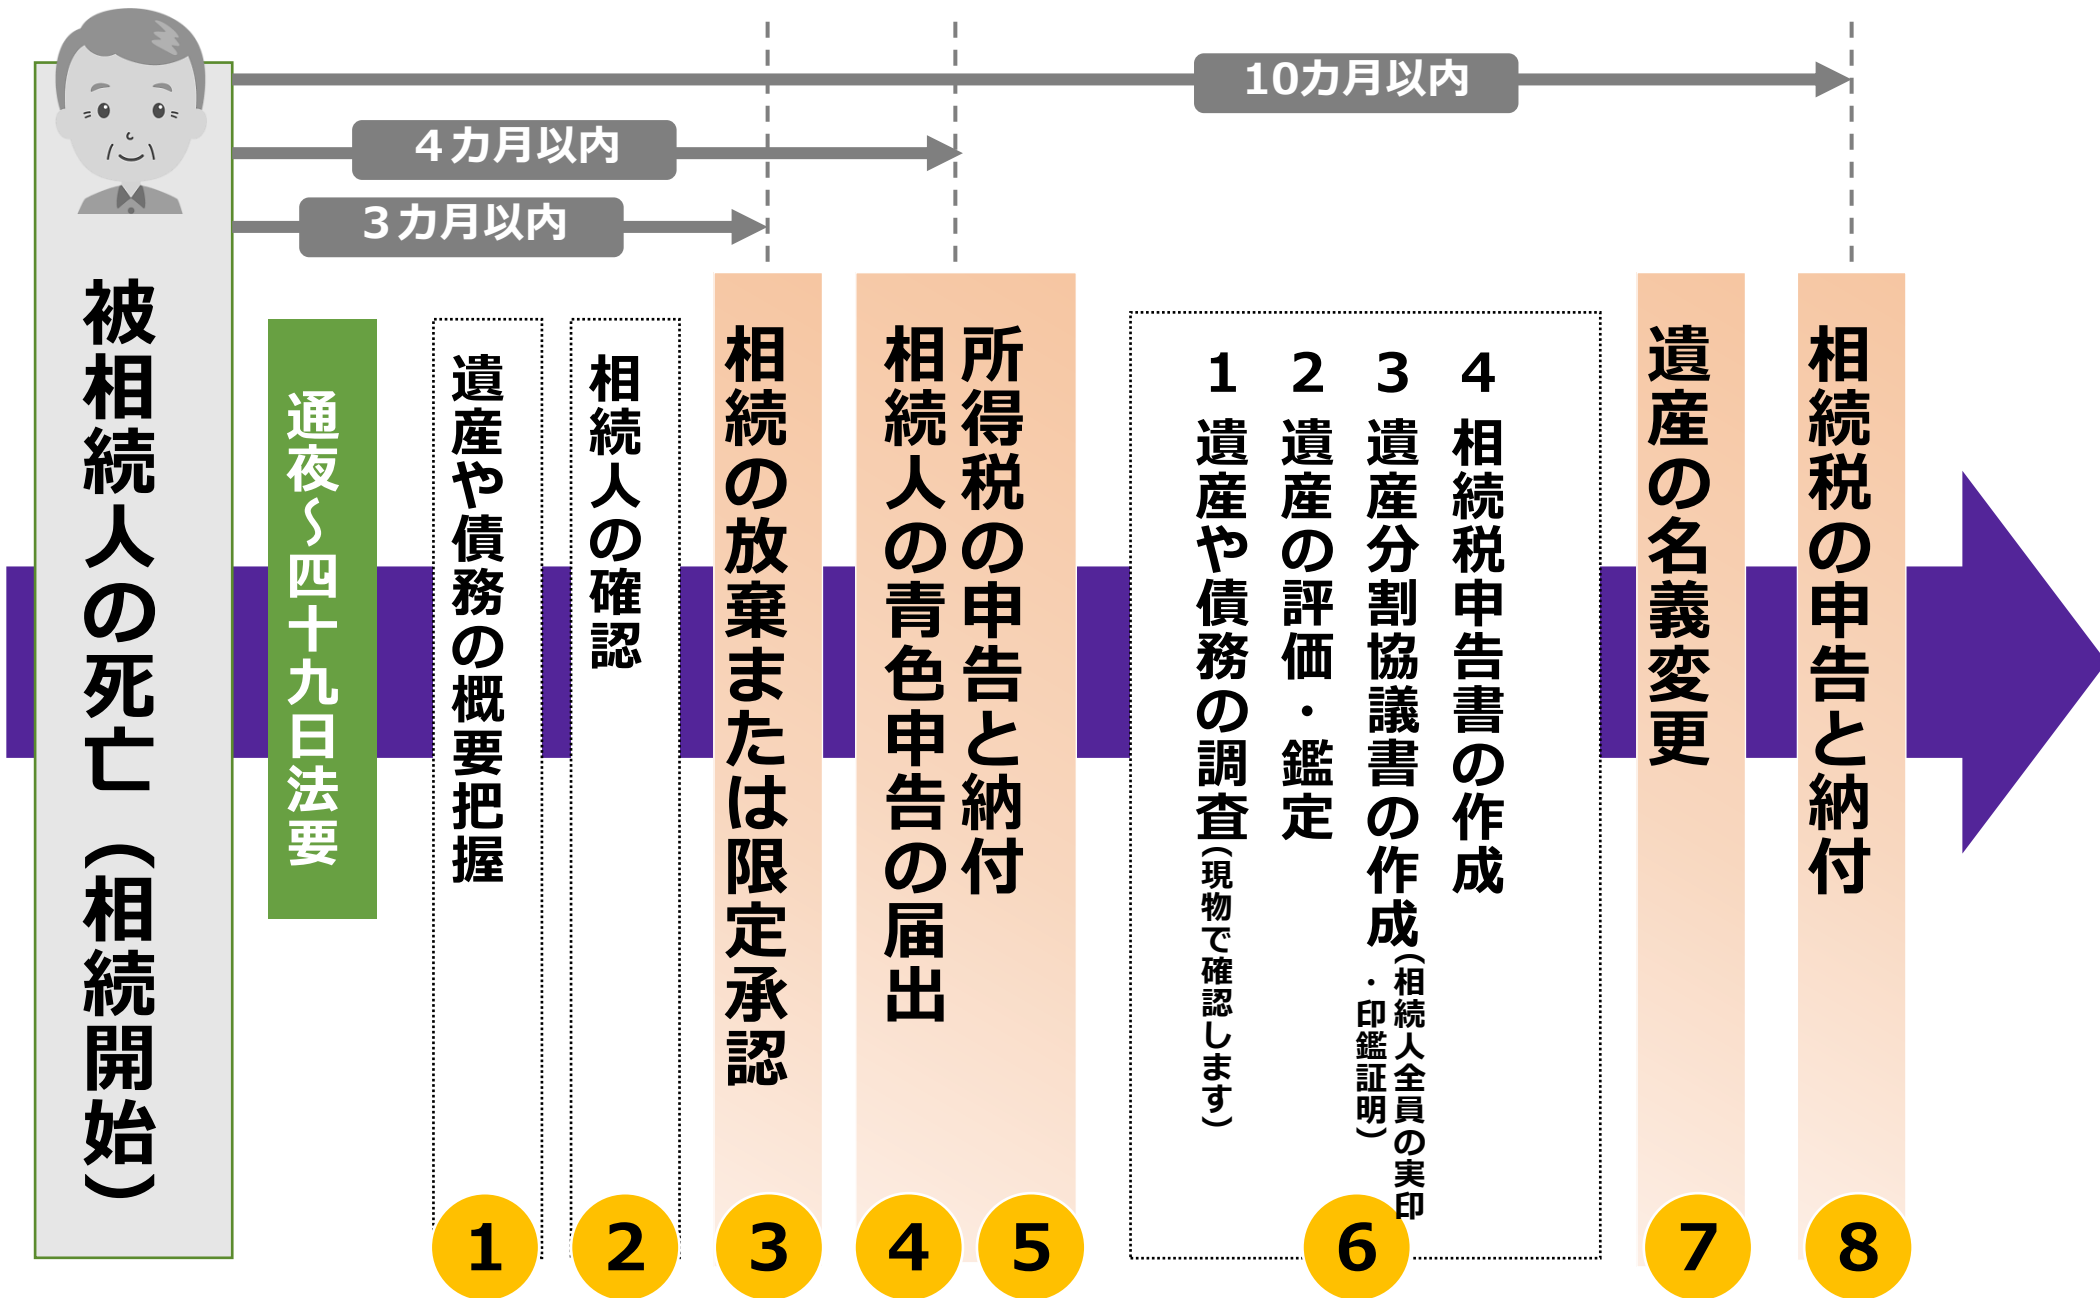 10カ月以内
４カ月以内
３カ月以内
被相続人の死亡（相続開始）
通夜～四十九日法要
遺産や債務の概要把握
相続人の確認
相続の放棄または限定承認
相続人の青色申告の届出
所得税の申告と納付
1 遺産や債務の調査（現物で確認します）
2 遺産の評価・鑑定
3 遺産分割協議書の作成（相続人全員の実印
・印鑑証明）
4 相続税申告書の作成
遺産の名義変更
相続税の申告と納付
1
2
3
4
5
6
7
8